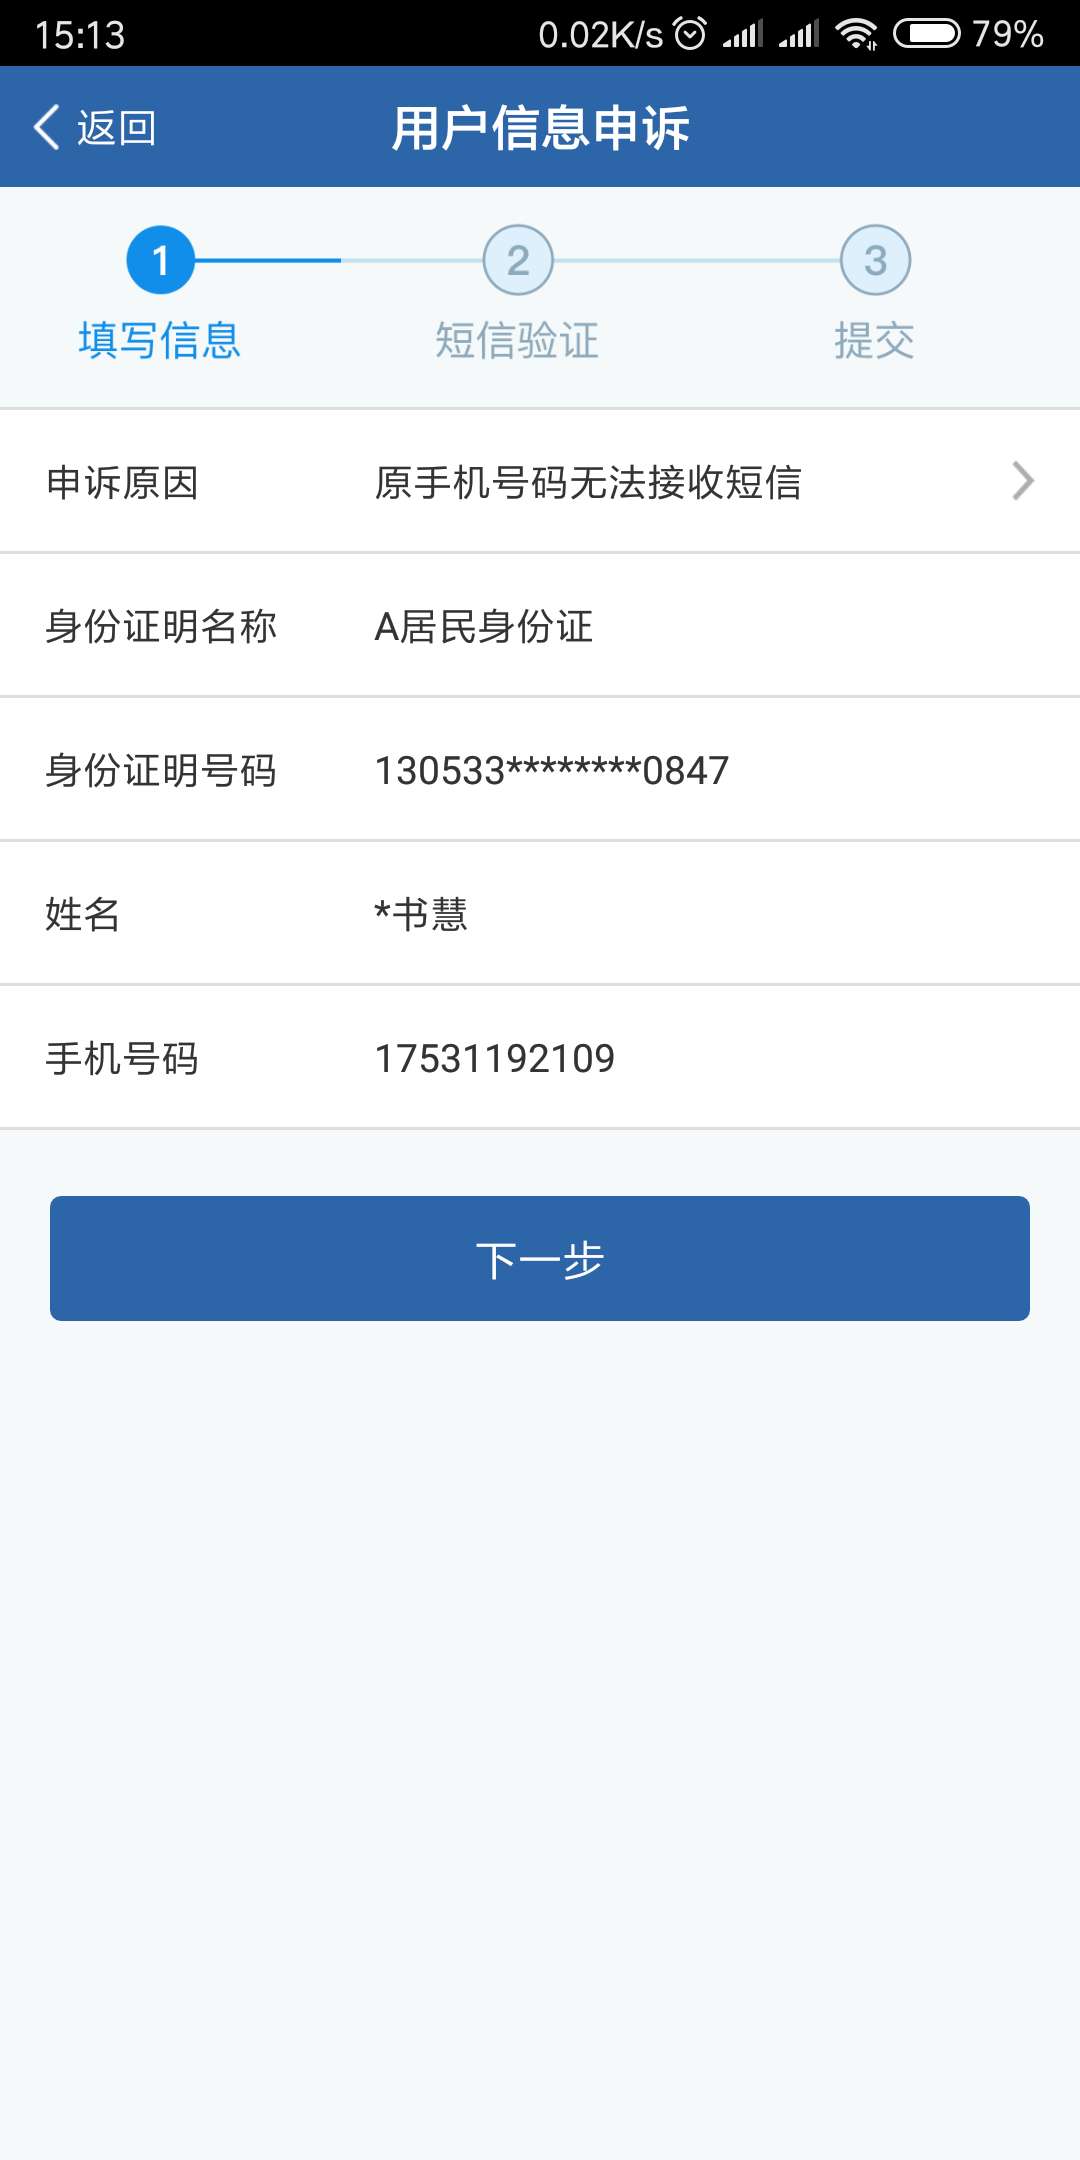 15:13 0.02K/s 79%
返回 用户信息申诉
1 2 3
填写信息 短信验证 提交
申诉原因 原手机号码无法接收短信
身份证明名称 A居民身份证
身份证明号码 130533********0847
姓名 *书慧
手机号码 17531192109
下一步